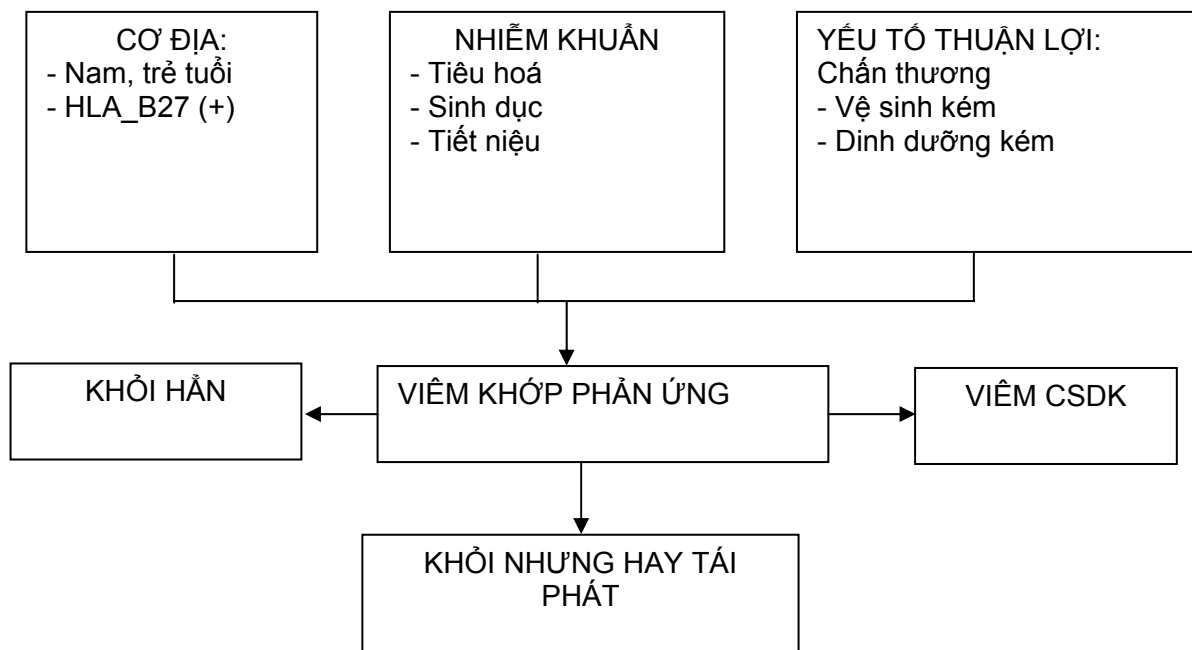 CƠ ĐỊA:
- Nam, trẻ tuổi
- HLA_B27 (+)
NHIỄM KHUẨN
- Tiêu hoá
- Sinh dục
- Tiết niệu
YẾU TỐ THUẬN LỢI:
Chấn thương
- Vệ sinh kém
- Dinh dưỡng kém
KHỎI HẲN
VIÊM KHỚP PHẢN ỨNG
VIÊM CSDK
KHỎI NHƯNG HAY TÁI
PHÁT